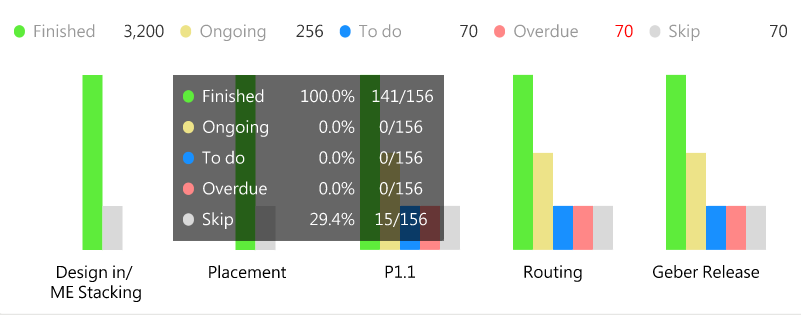 Finished 3,200 Ongoing 256 To do 70 Overdue 70 Skip 70
Finished 100.0% 141/156
Ongoing 0.0% 0/156
To do 0.0% 0/156
Overdue 0.0% 0/156
Skip 29.4% 15/156
Design in/
ME Stacking
Placement
P1.1
Routing
Geber Release